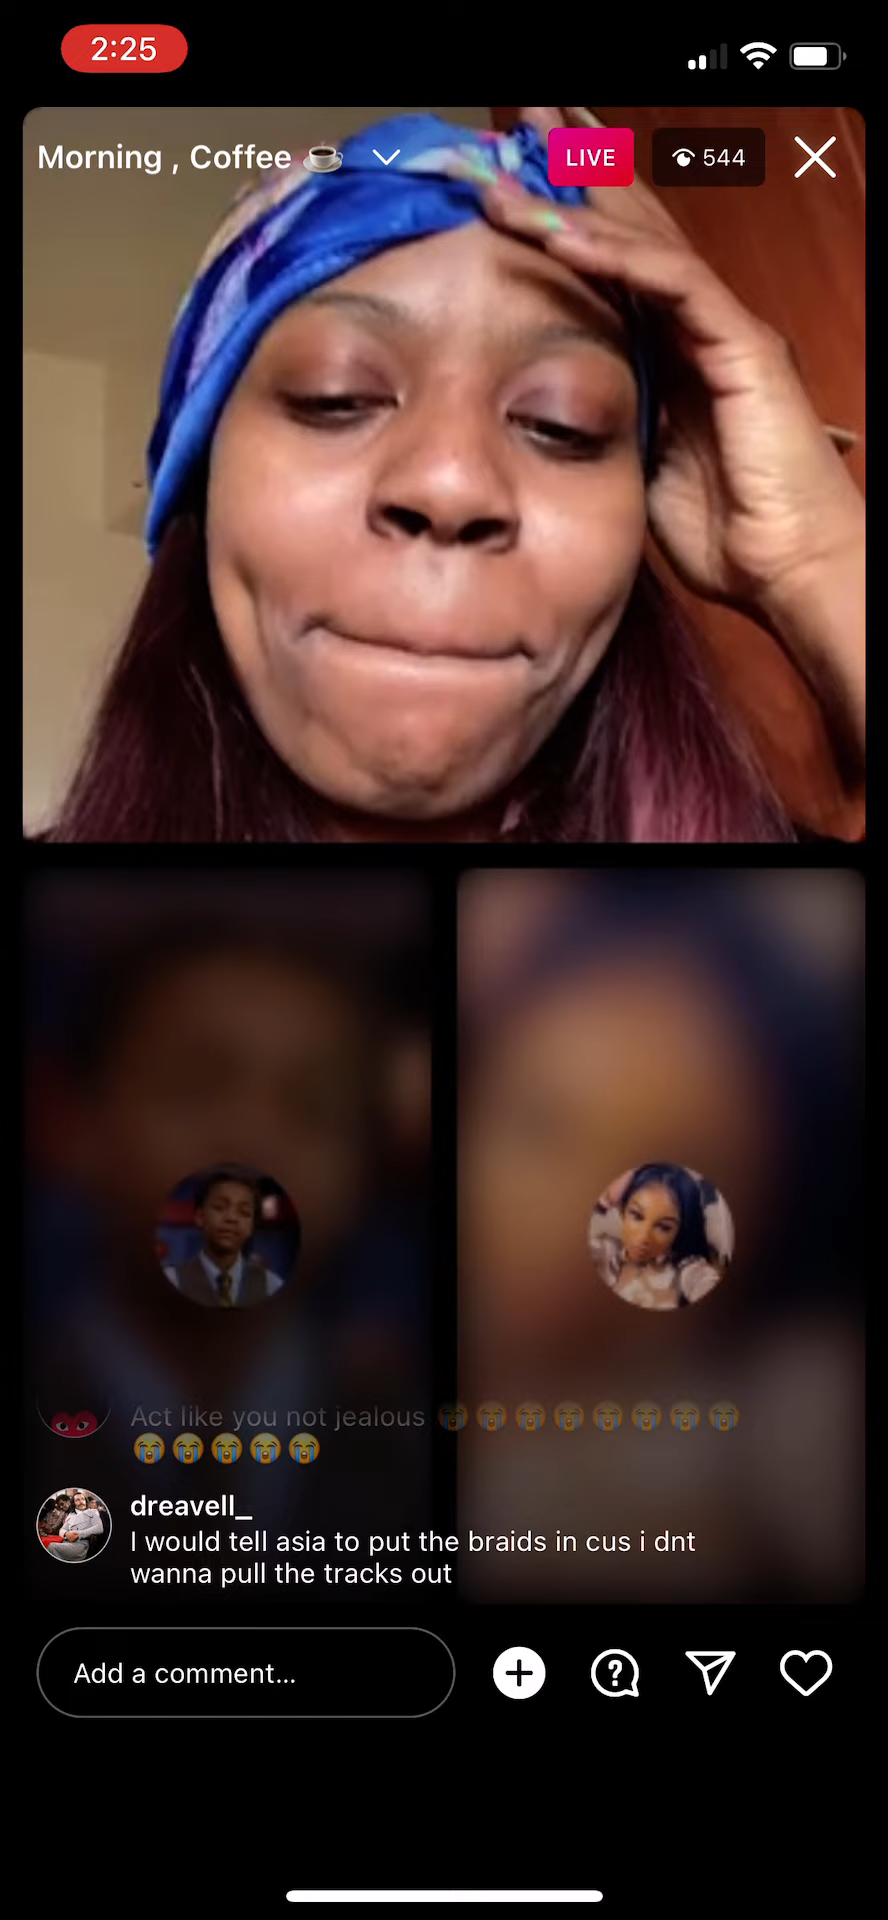 2:25
Morning , Coffee ☕
LIVE
544
Act like you not jealous 😭😭😭😭😭😭😭😭
😭😭😭😭😭
dreavell_
I would tell asia to put the braids in cus i dnt
wanna pull the tracks out
Add a comment...